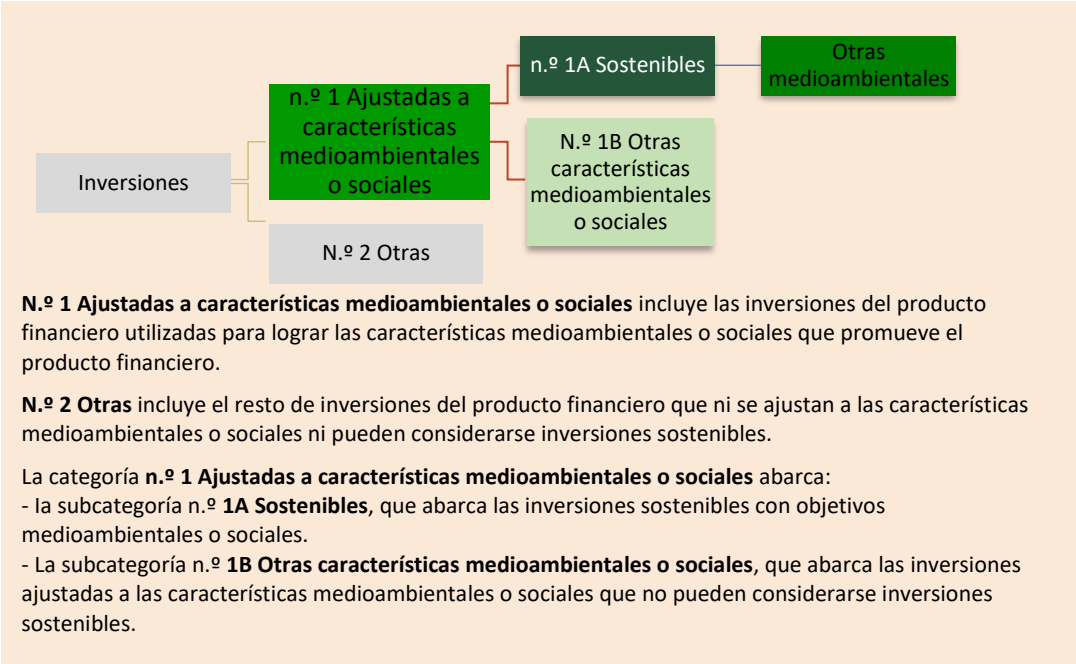 n.º 1A Sostenibles
Otras
medioambientales
n.º 1 Ajustadas a
características
medioambientales
o sociales
N.º 1B Otras
características
medioambientales
o sociales
Inversiones
N.º 2 Otras
N.º 1 Ajustadas a características medioambientales o sociales incluye las inversiones del producto
financiero utilizadas para lograr las características medioambientales o sociales que promueve el
producto financiero.
N.º 2 Otras incluye el resto de inversiones del producto financiero que ni se ajustan a las características
medioambientales o sociales ni pueden considerarse inversiones sostenibles.
La categoría n.º 1 Ajustadas a características medioambientales o sociales abarca:
- la subcategoría n.º 1A Sostenibles, que abarca las inversiones sostenibles con objetivos
medioambientales o sociales.
- La subcategoría n.º 1B Otras características medioambientales o sociales, que abarca las inversiones
ajustadas a las características medioambientales o sociales que no pueden considerarse inversiones
sostenibles.